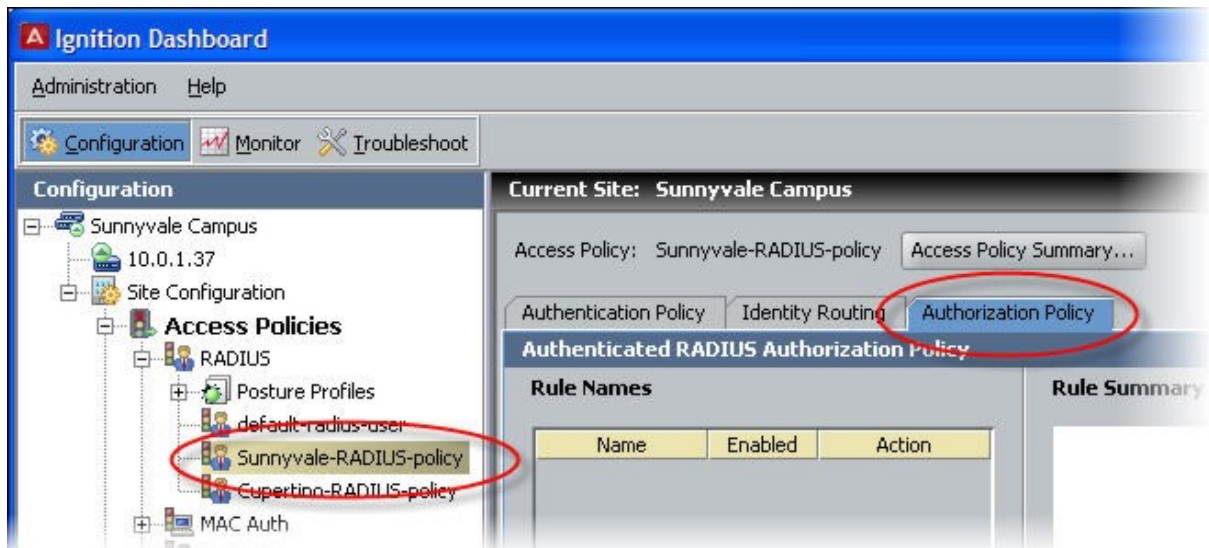 A Ignition Dashboard
Administration Help
Configuration Monitor Troubleshoot
Configuration
Sunnyvale Campus
10.0.1.37
Site Configuration
Access Policies
RADIUS
Posture Profiles
default-radius-user
Sunnyvale-RADIUS-policy
Cupertino-RADIUS-policy
MAC Auth
Current Site: Sunnyvale Campus
Access Policy: Sunnyvale-RADIUS-policy Access Policy Summary...
Authentication Policy Identity Routing Authorization Policy
Authenticated RADIUS Authorization Policy
Rule Names Rule Summary
Name Enabled Action